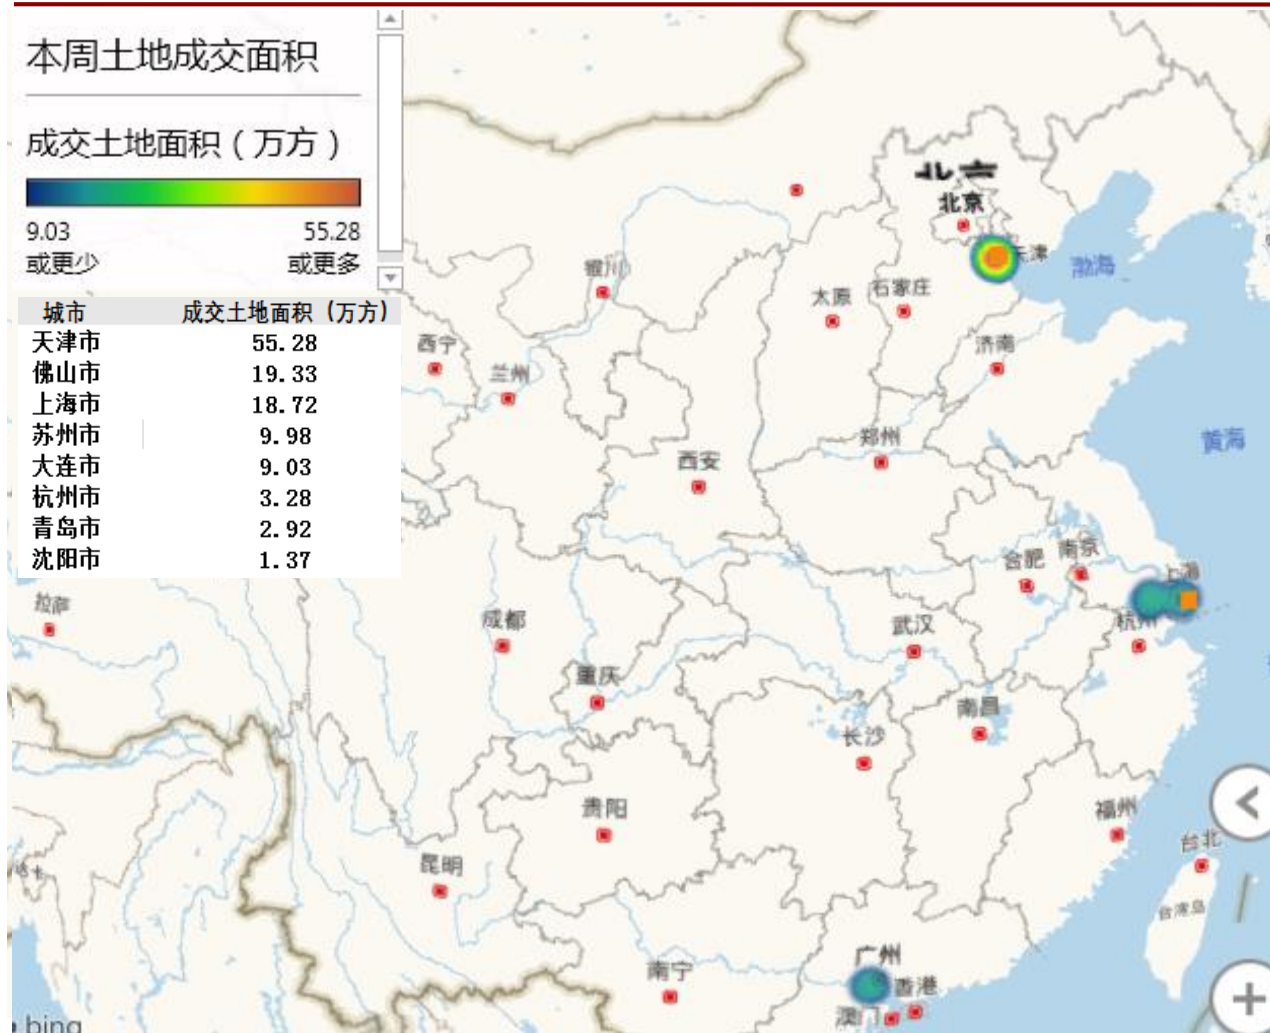 本周土地成交面积
成交土地面积（万方）
9.03 55.28
或更少 或更多
城市 成交土地面积（万方）
天津市 55.28
佛山市 19.33
上海市 18.72
苏州市 9.98
大连市 9.03
杭州市 3.28
青岛市 2.92
沈阳市 1.37
北京
北京
天津
渤海
银川
太原
石家庄
西宁
兰州
济南
郑州
黄海
西安
合肥
南京
上海
拉萨
成都
武汉
杭州
重庆
南昌
长沙
贵阳
福州
台北
昆明
达卡
台湾岛
广州
南宁
香港
澳门
bing